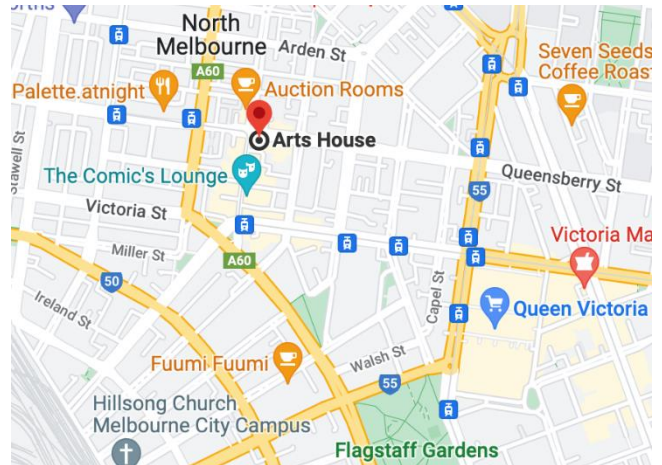 North
Melbourne
Arden St
Seven Seeds
Coffee Roast
A60
Palette.atnight
Auction Rooms
Arts House
Stawell St
The Comic's Lounge
Queensberry St
55
Victoria St
Victoria Ma
Miller St
A60
50
Capel St
Ireland St
Queen Victoria
Fuumi Fuumi
Walsh St
55
Hillsong Church
Melbourne City Campus
Flagstaff Gardens